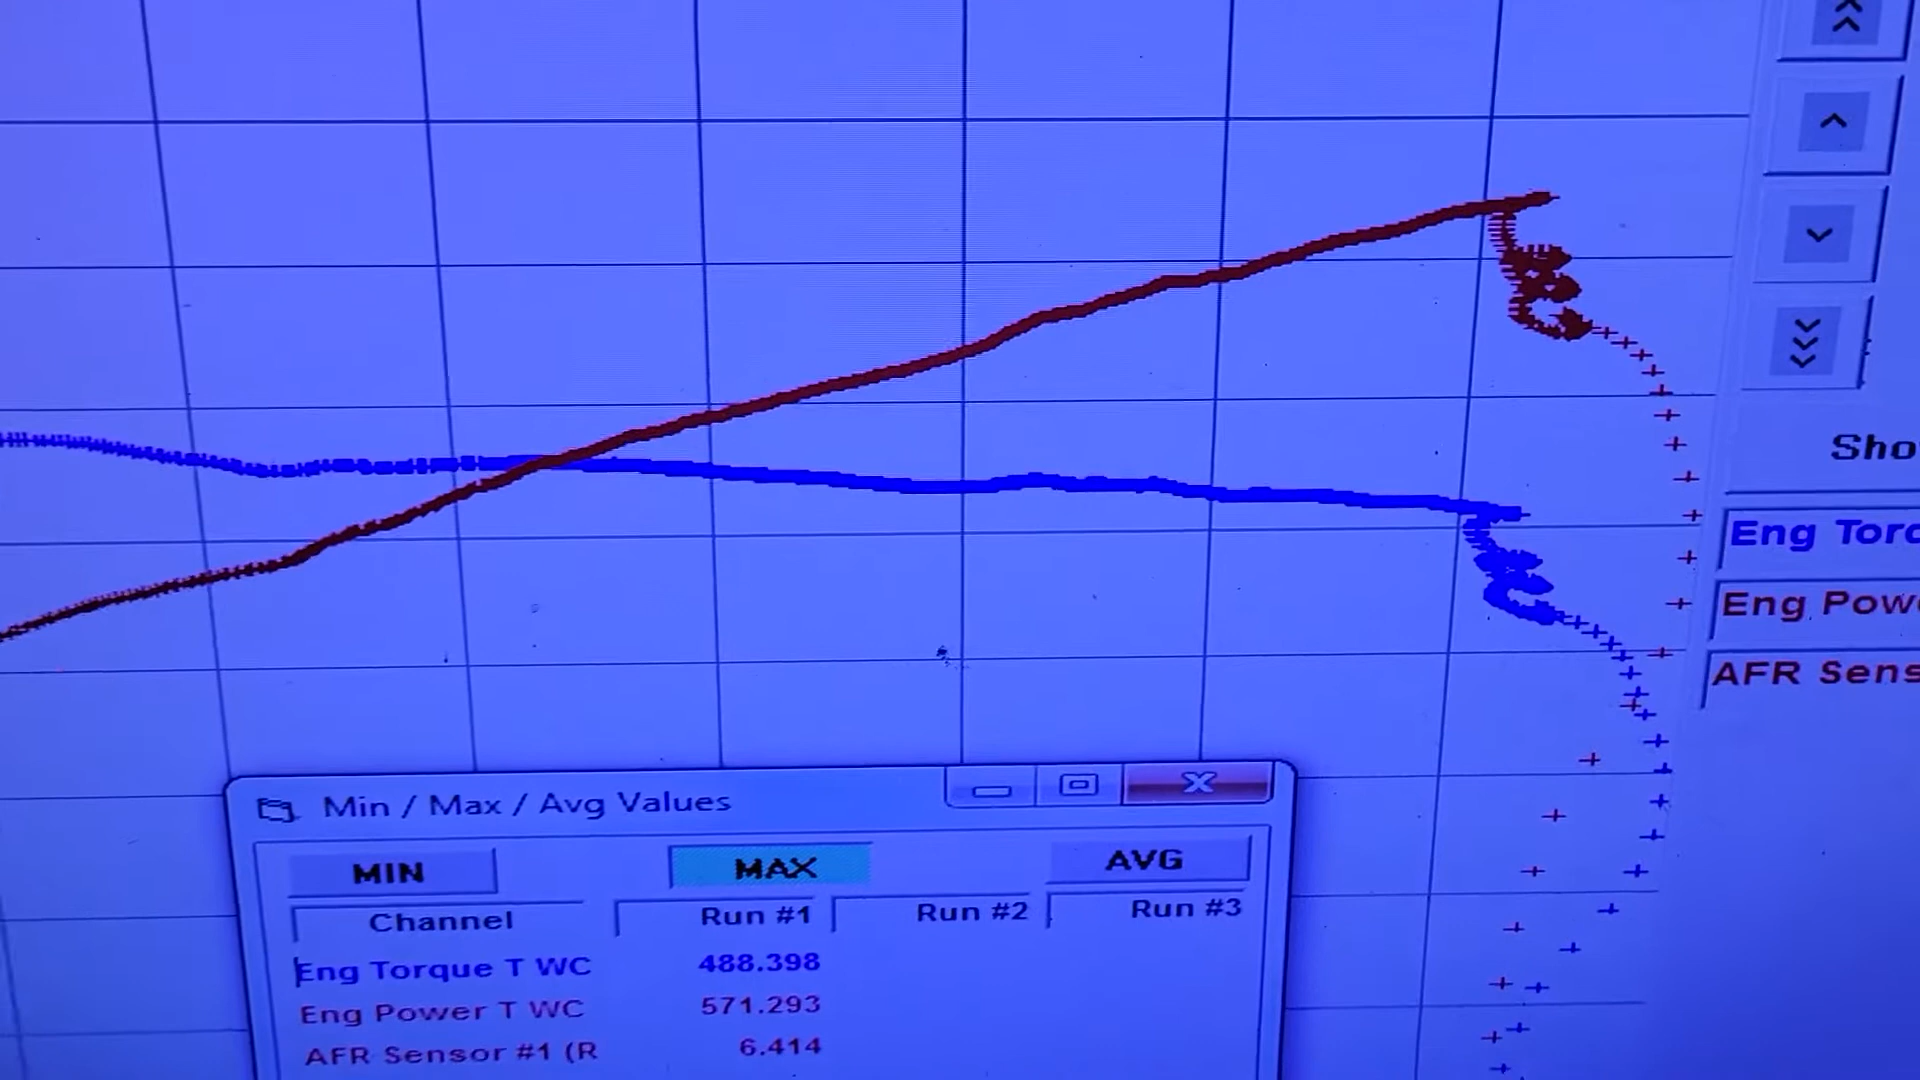 Sho
Eng Torc
Eng Pow
AFR Sens
Min / Max / Avg Values
MIN MAX AVG
Channel Run #1 Run #2 Run #3
Eng Torque T WC 488.398
Eng Power T WC 571.293
AFR Sensor #1 (R 6.414